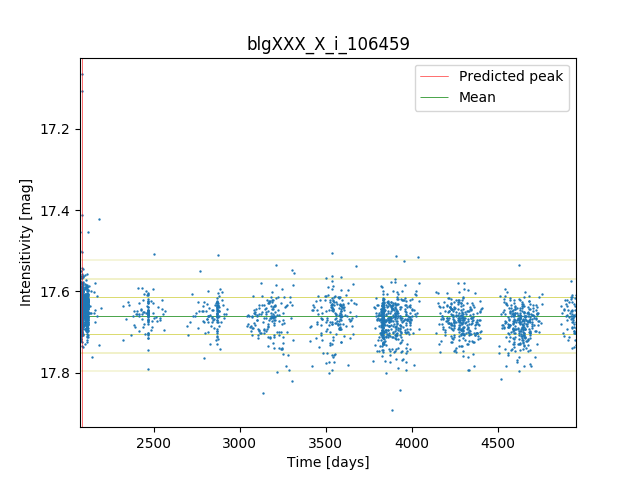 blgXXX_X_i_106459
Predicted peak
Mean
17.2
17.4
17.6
17.8
Intensitivity [mag]
2500
3000
3500
4000
4500
Time [days]